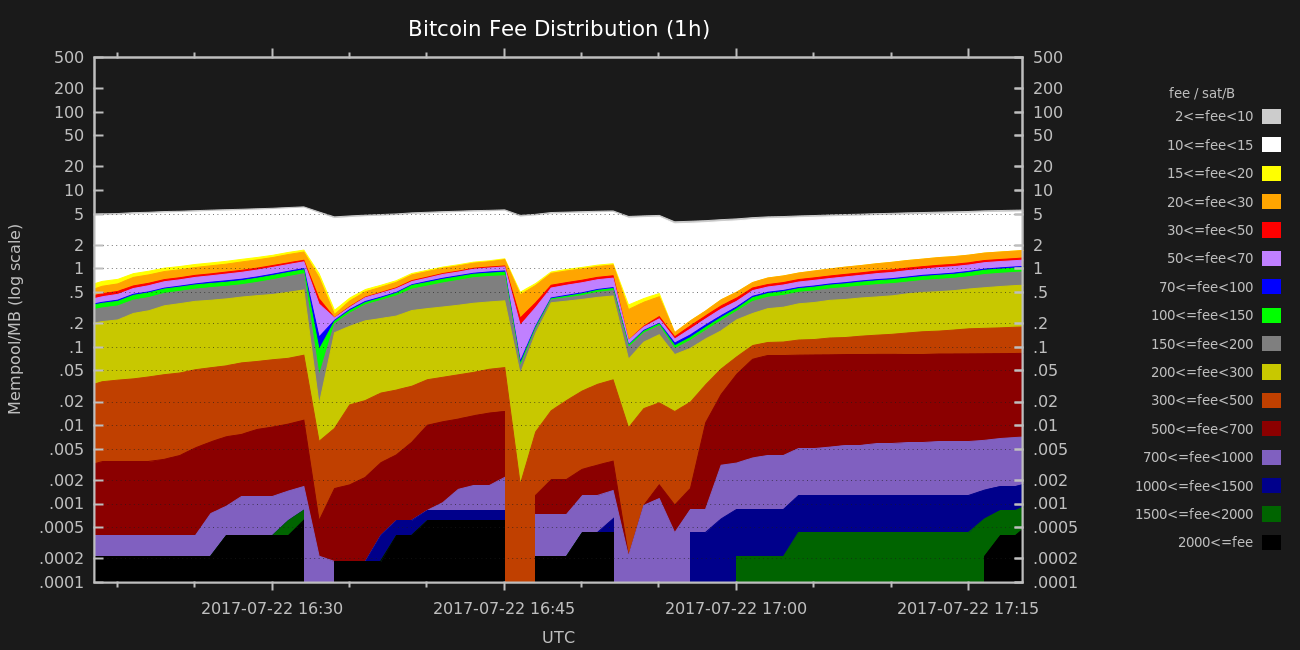 Bitcoin Fee Distribution (1h)
500
200
100
50
20
10
5
2
1
.5
.2
.1
.05
.02
.01
.005
.002
.001
.0005
.0002
.0001
Mempool/MB (log scale)
500
200
100
50
20
10
5
2
1
.5
.2
.1
.05
.02
.01
.005
.002
.001
.0005
.0002
.0001
fee / sat/B
2<=fee<10
10<=fee<15
15<=fee<20
20<=fee<30
30<=fee<50
50<=fee<70
70<=fee<100
100<=fee<150
150<=fee<200
200<=fee<300
300<=fee<500
500<=fee<700
700<=fee<1000
1000<=fee<1500
1500<=fee<2000
2000<=fee
2017-07-22 16:30 2017-07-22 16:45 2017-07-22 17:00 2017-07-22 17:15
UTC